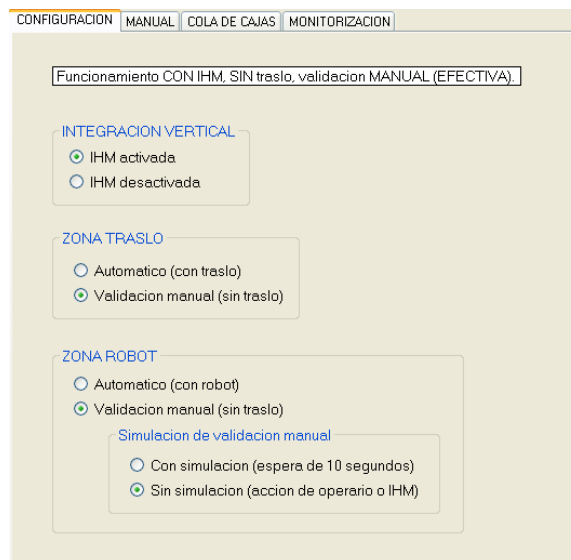 CONFIGURACION MANUAL COLA DE CAJAS MONITORIZACION
Funcionamiento CON IHM, SIN traslo, validacion MANUAL (EFECTIVA).
INTEGRACION VERTICAL
IHM activada
IHM desactivada
ZONA TRASLO
Automatico (con traslo)
Validacion manual (sin traslo)
ZONA ROBOT
Automatico (con robot)
Validacion manual (sin traslo)
Simulacion de validacion manual
Con simulacion (espera de 10 segundos)
Sin simulacion (accion de operario o IHM)